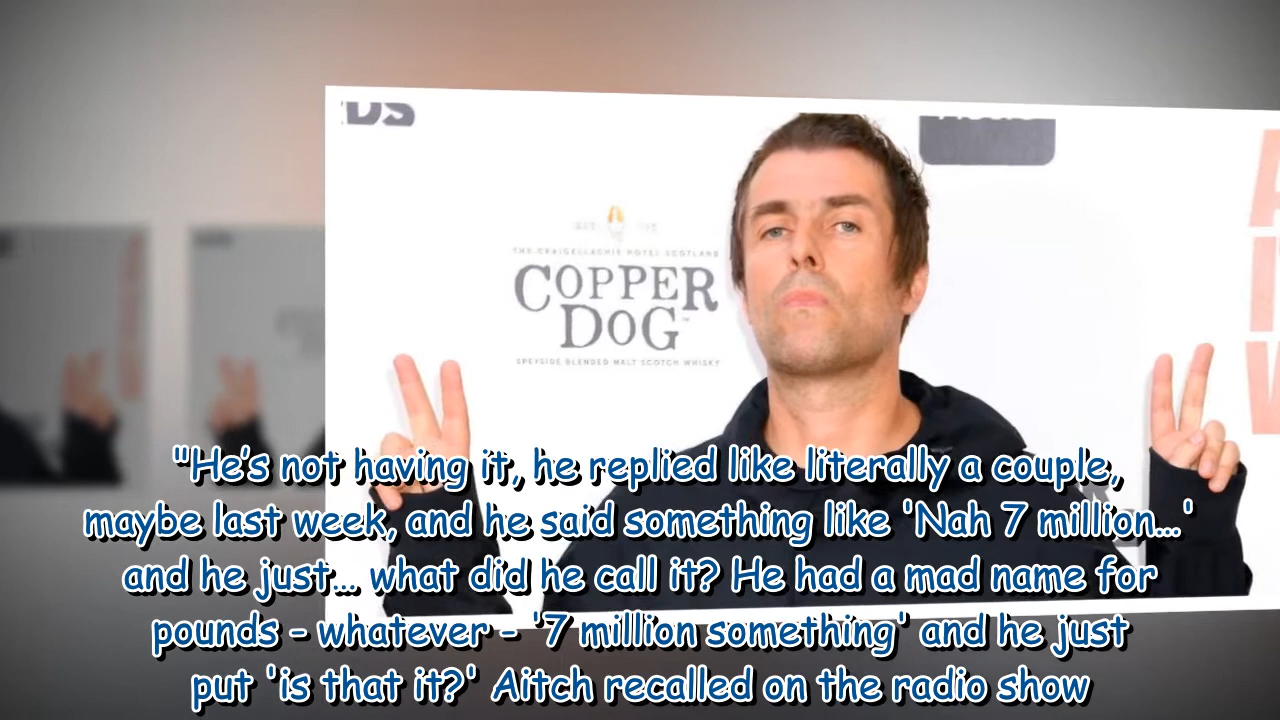 THE CRAIGELLACHIE HOTEL SCOTLAND
COPPER
DOG™
SPEYSIDE BLENDED MALT SCOTCH WHISKY
"He's not having it, he replied like literally a couple,
maybe last week, and he said something like 'Nah 7 million...'
and he just... what did he call it? He had a mad name for
pounds - whatever - '7 million something' and he just
put 'is that it?' Aitch recalled on the radio show